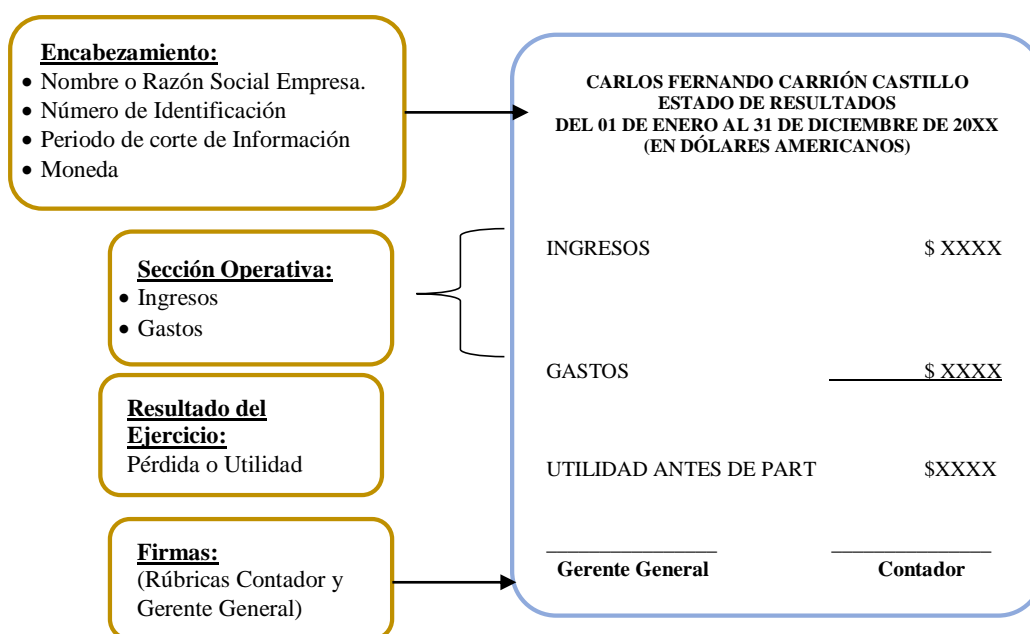 Encabezamiento:
• Nombre o Razón Social Empresa.
• Número de Identificación
• Periodo de corte de Información
• Moneda
Sección Operativa:
• Ingresos
• Gastos
Resultado del
Ejercicio:
Pérdida o Utilidad
Firmas:
(Rúbricas Contador y
Gerente General)
CARLOS FERNANDO CARRIÓN CASTILLO
ESTADO DE RESULTADOS
DEL 01 DE ENERO AL 31 DE DICIEMBRE DE 20XX
(EN DÓLARES AMERICANOS)
INGRESOS $ XXXX
GASTOS $ XXXX
UTILIDAD ANTES DE PART $XXXX
Gerente General Contador